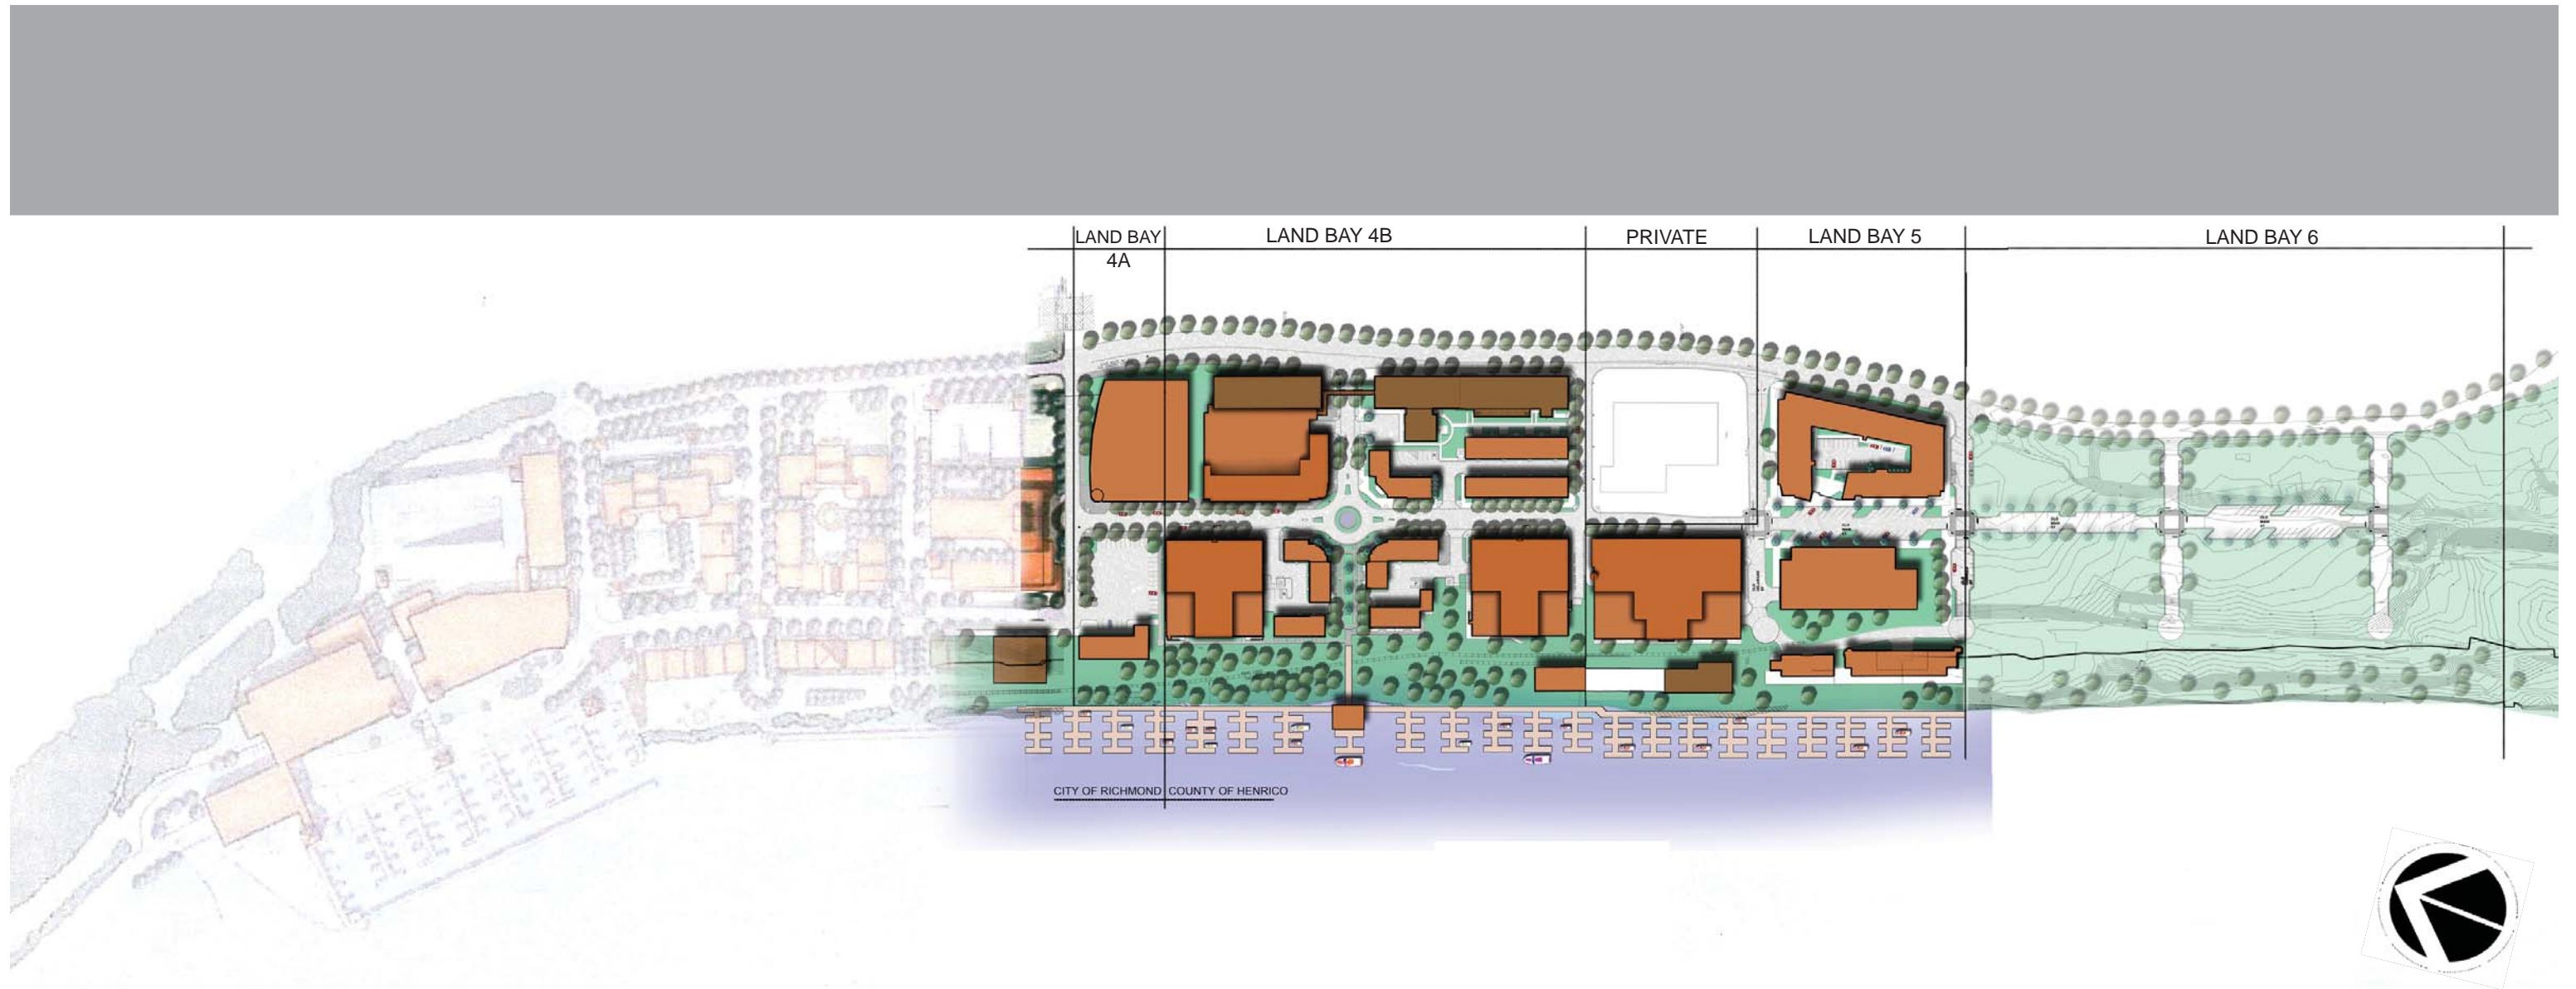 LAND BAY
4A
LAND BAY 4B
PRIVATE
LAND BAY 5
LAND BAY 6
CITY OF RICHMOND
COUNTY OF HENRICO